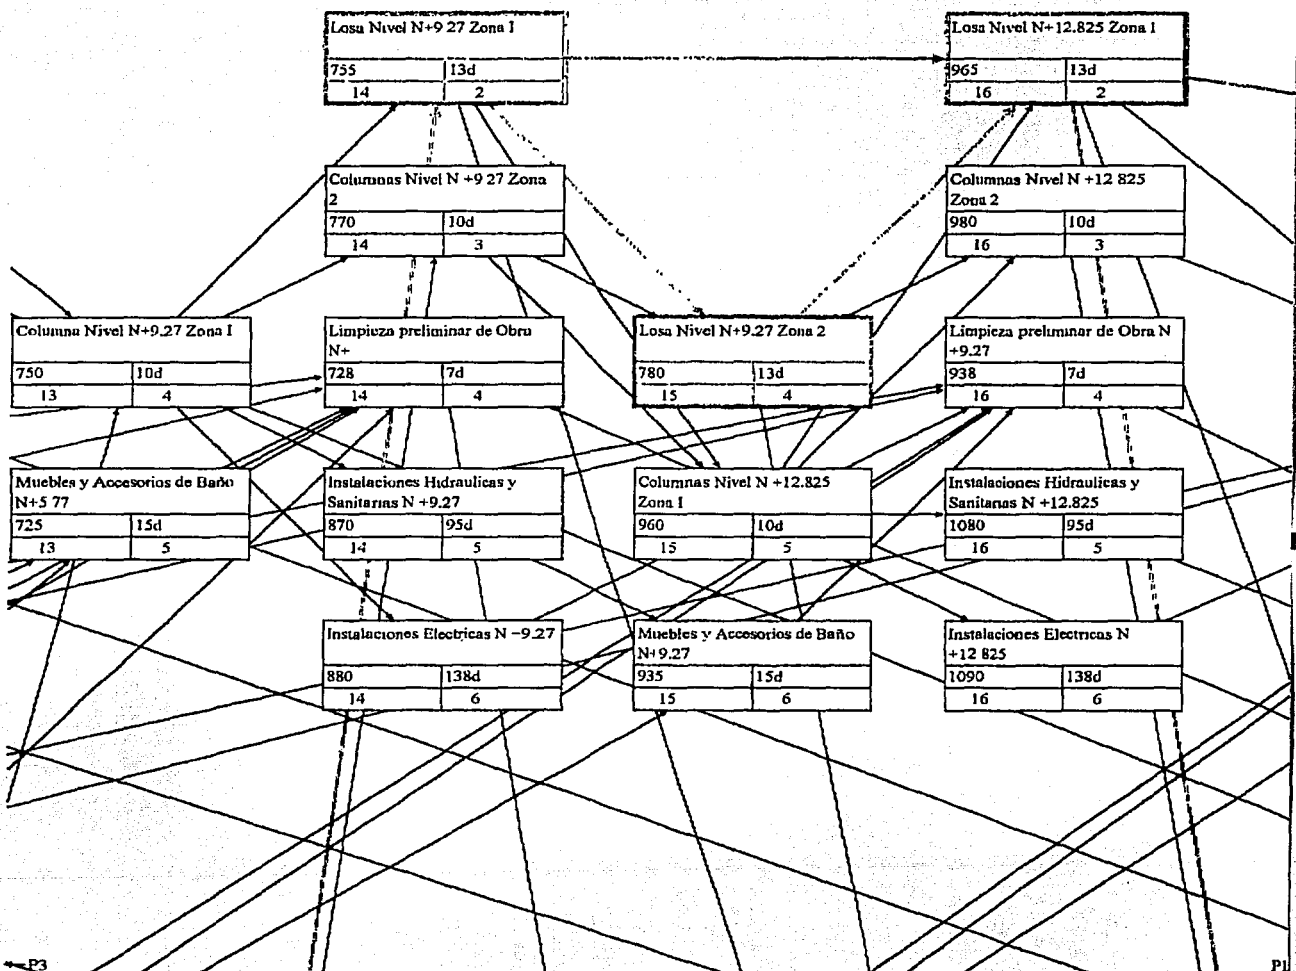 Losa Nivel N+9 27 Zona I
755 13d
14 2
Losa Nivel N+12.825 Zona I
965 13d
16 2
Columnas Nivel N +9 27 Zona
2
770 10d
14 3
Columnas Nivel N +12 825
Zona 2
980 10d
16 3
Columna Nivel N+9.27 Zona I
750 10d
13 4
Limpieza preliminar de Obra
N+
728 7d
14 4
Losa Nivel N+9.27 Zona 2
780 13d
15 4
Limpieza preliminar de Obra N
+9.27
938 7d
16 4
Muebles y Accesorios de Baño
N+5 77
725 15d
13 5
Instalaciones Hidraulicas y
Sanitarias N +9.27
870 95d
14 5
Columnas Nivel N +12.825
Zona I
960 10d
15 5
Instalaciones Hidraulicas y
Sanitarias N +12.825
1080 95d
16 5
Instalaciones Electricas N −9.27
880 138d
14 6
Muebles y Accesorios de Baño
N+9.27
935 15d
15 6
Instalaciones Electricas N
+12 825
1090 138d
16 6
P3
P1